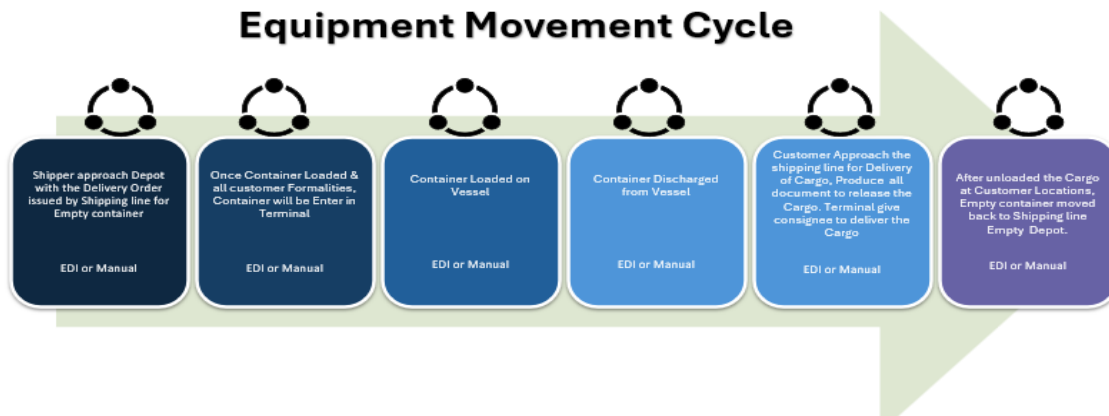 Equipment Movement Cycle
Shipper approach Depot
with the Delivery Order
issued by Shipping line for
Empty container
EDI or Manual
Once Container Loaded &
all customer Formalities,
Container will be Enter in
Terminal
EDI or Manual
Container Loaded on
Vessel
EDI or Manual
Container Discharged
from Vessel
EDI or Manual
Customer Approach the
shipping line for Delivery
of Cargo, Produce all
document to release the
Cargo. Terminal give
consignee to deliver the
Cargo
EDI or Manual
After unloaded the Cargo
at Customer Locations,
Empty container moved
back to Shipping line
Empty Depot.
EDI or Manual